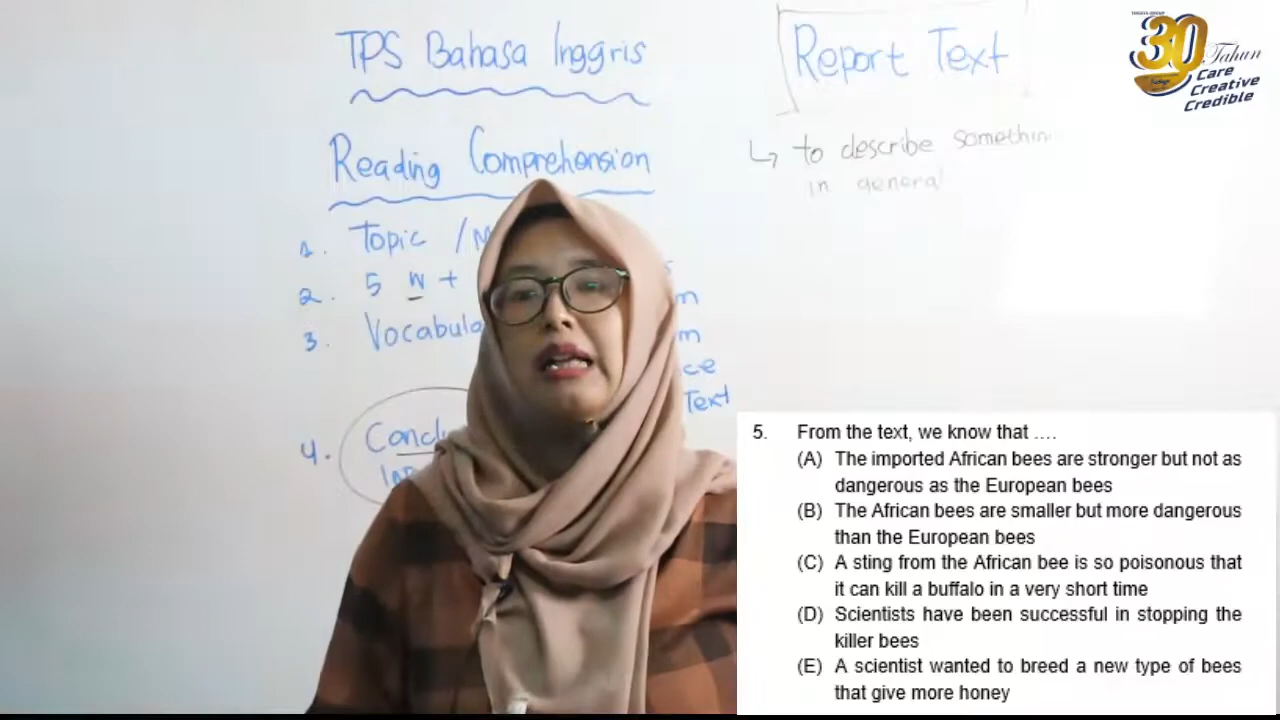 TPS Bahasa Inggris
Reading Comprehension
1. Topic /
2. 5 W +
3.
4.
m
m
ce
Text
Report Text
↳ to describe
in general
30 Tahun
Care
Creative
Credible
5. From the text, we know that ....
(A) The imported African bees are stronger but not as
dangerous as the European bees
(B) The African bees are smaller but more dangerous
than the European bees
(C) A sting from the African bee is so poisonous that
it can kill a buffalo in a very short time
(D) Scientists have been successful in stopping the
killer bees
(E) A scientist wanted to breed a new type of bees
that give more honey